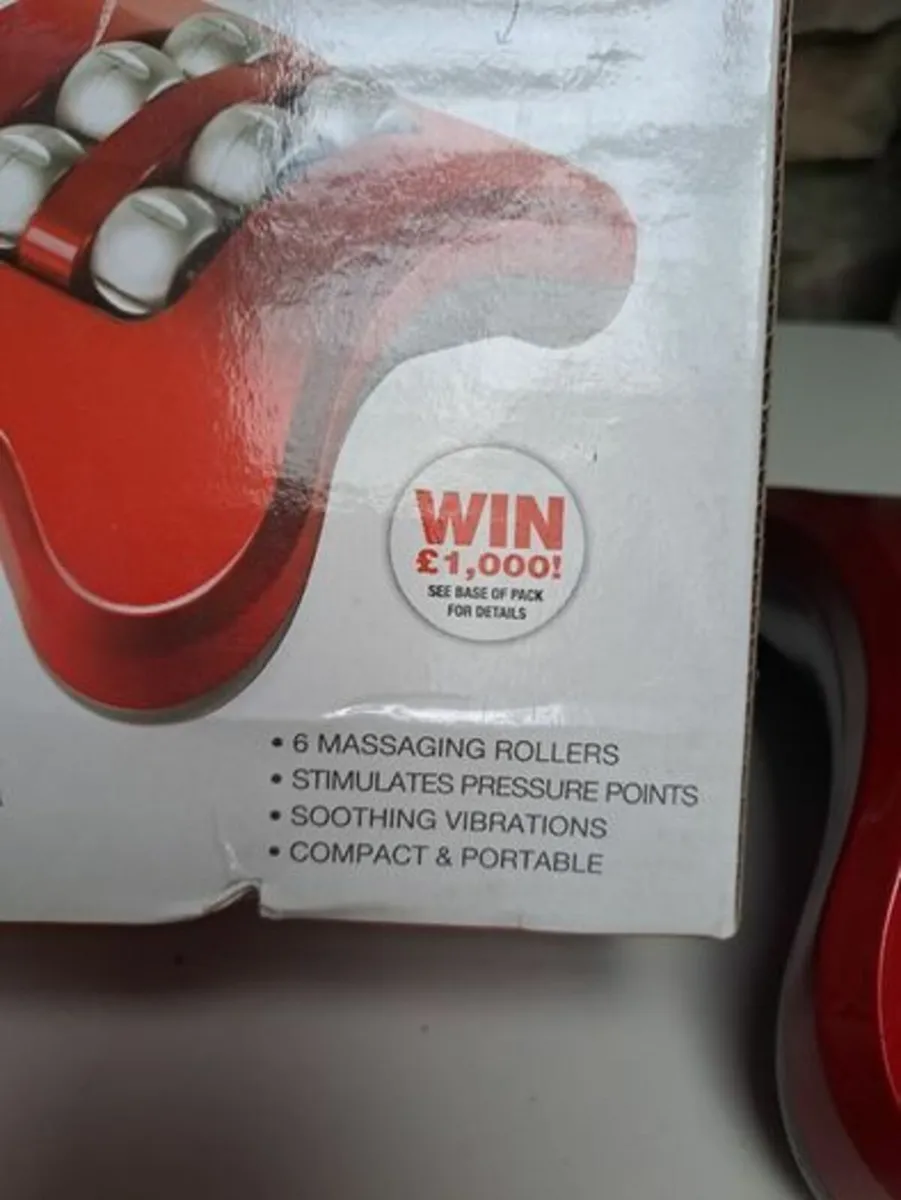 WIN
£1,000!
SEE BASE OF PACK
FOR DETAILS
• 6 MASSAGING ROLLERS
• STIMULATES PRESSURE POINTS
• SOOTHING VIBRATIONS
• COMPACT & PORTABLE